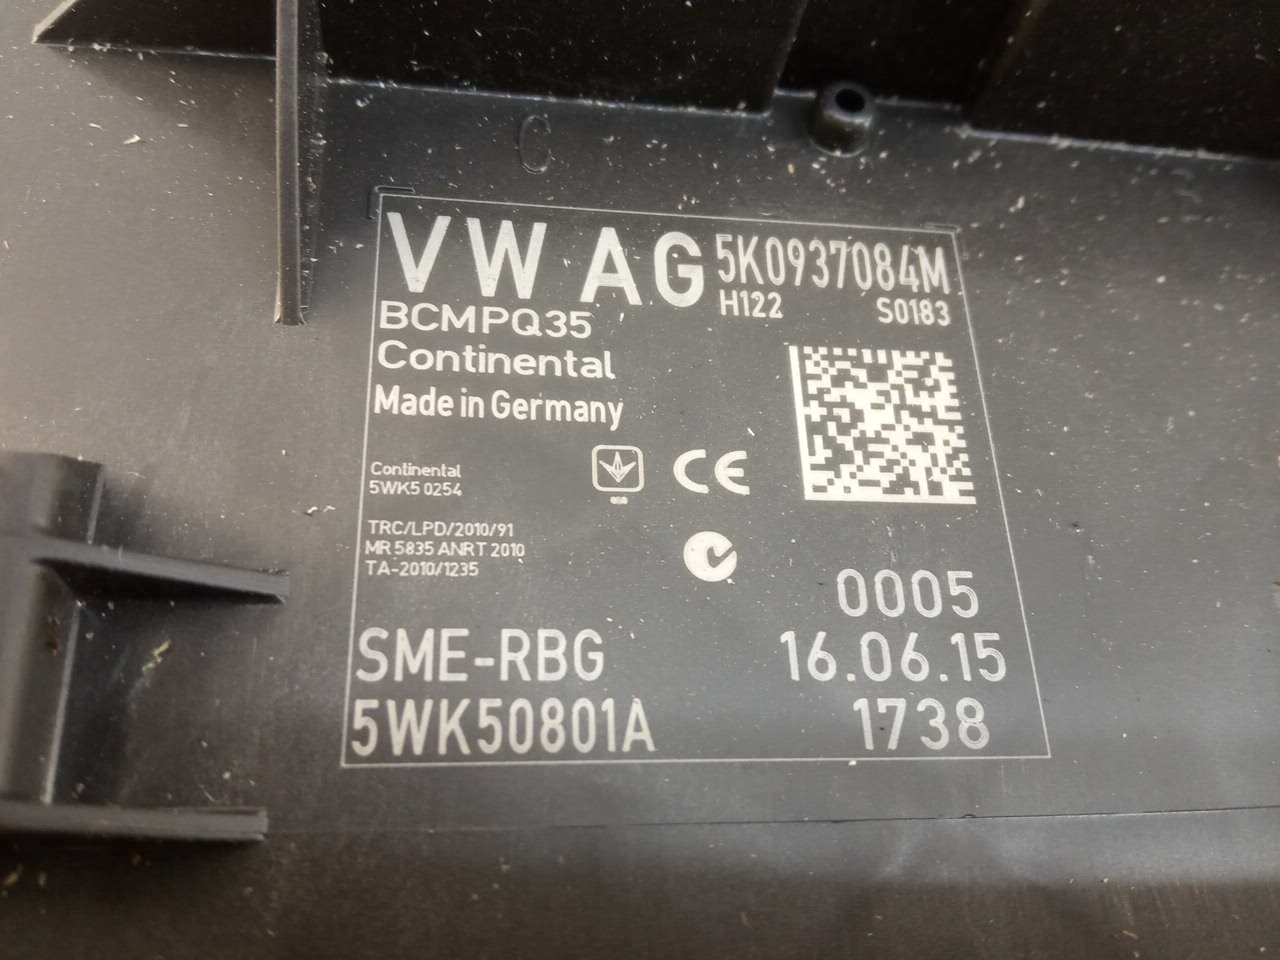 C
VW AG 5K0937084M
H122 S0183
BCMPQ35
Continental
Made in Germany
Continental
5WK5 0254
CE
TRC/LPD/2010/91
MR 5835 ANRT 2010
TA-2010/1235
0005
SME-RBG 16.06.15
5WK50801A 1738